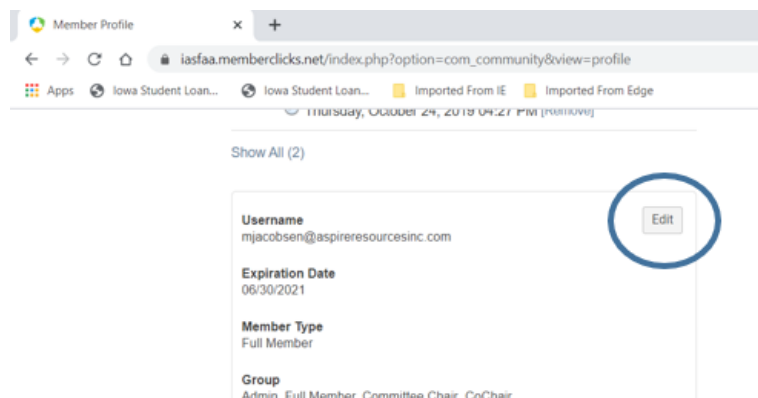 Member Profile
iasfaa.memberclicks.net/index.php?option=com_community&view=profile
Apps Iowa Student Loan... Iowa Student Loan... Imported From IE Imported From Edge
Thursday, October 24, 2019 04:27 PM [Remove]
Show All (2)
Edit
Username
mjacobsen@aspireresourcesinc.com
Expiration Date
06/30/2021
Member Type
Full Member
Group
Admin, Full Member, Committee Chair, CoChair